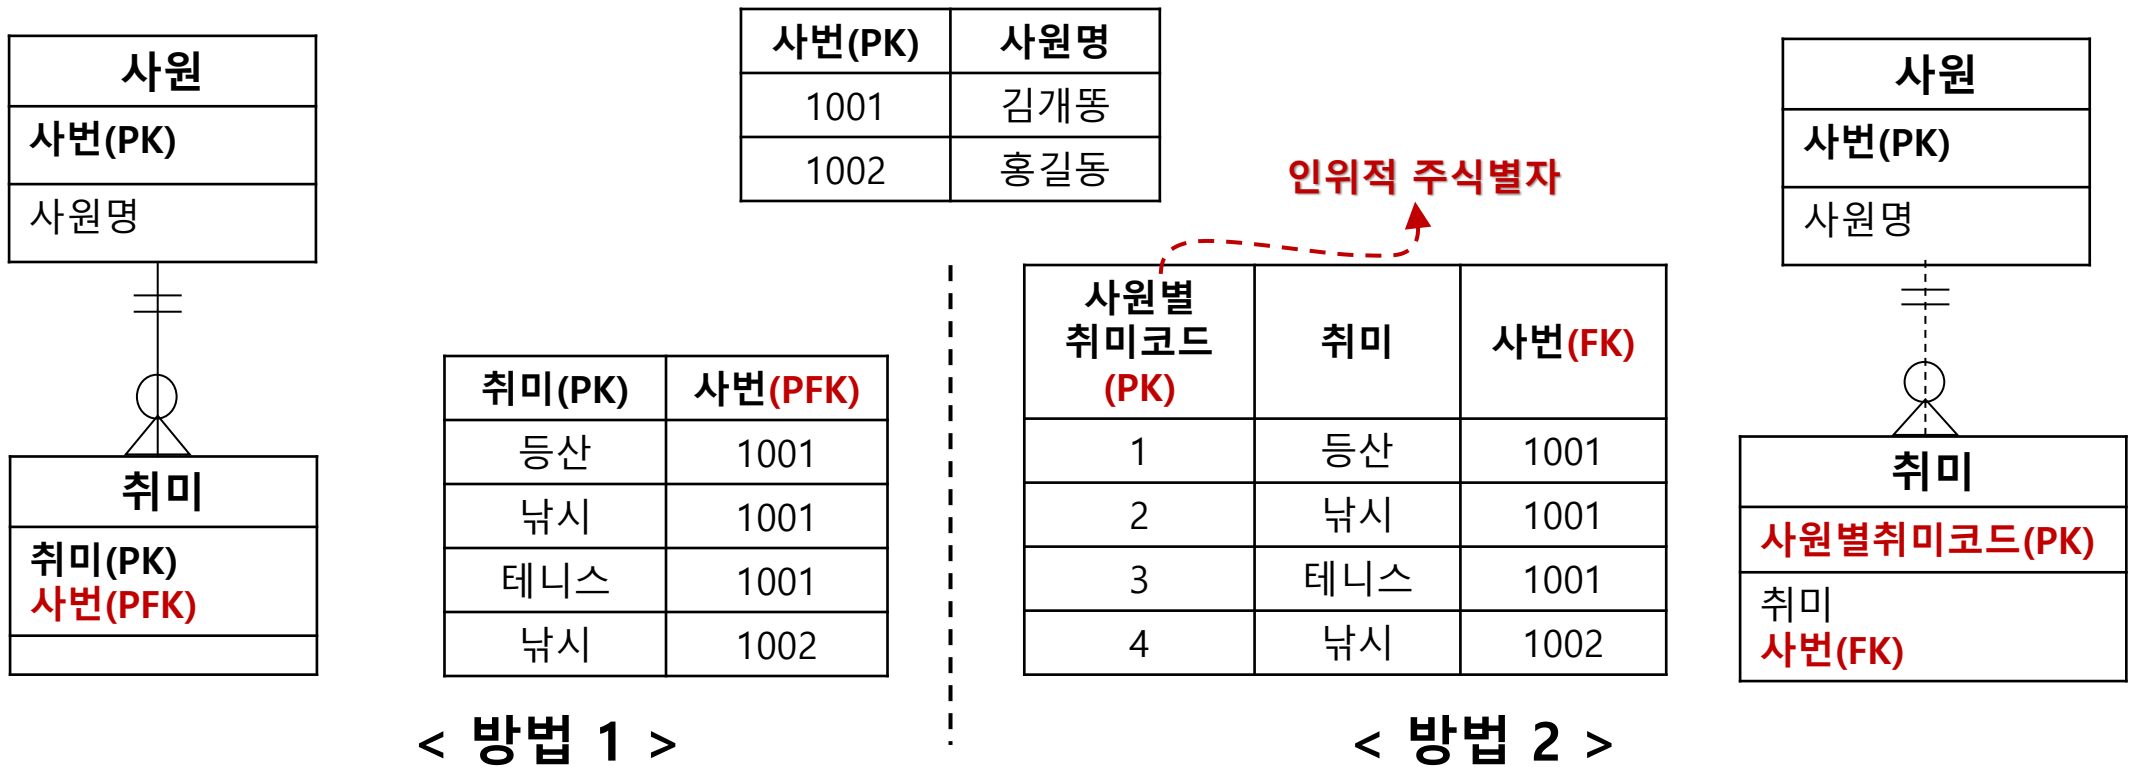 사원
사번(PK)
사원명
취미
취미(PK)
사번(PFK)
사번(PK) 사원명
1001 김개똥
1002 홍길동
취미(PK) 사번(PFK)
등산 1001
낚시 1001
테니스 1001
낚시 1002
< 방법 1 >
인위적 주식별자
사원별
취미코드
(PK)
취미
사번(FK)
1 등산 1001
2 낚시 1001
3 테니스 1001
4 낚시 1002
< 방법 2 >
사원
사번(PK)
사원명
취미
사원별취미코드(PK)
취미
사번(FK)